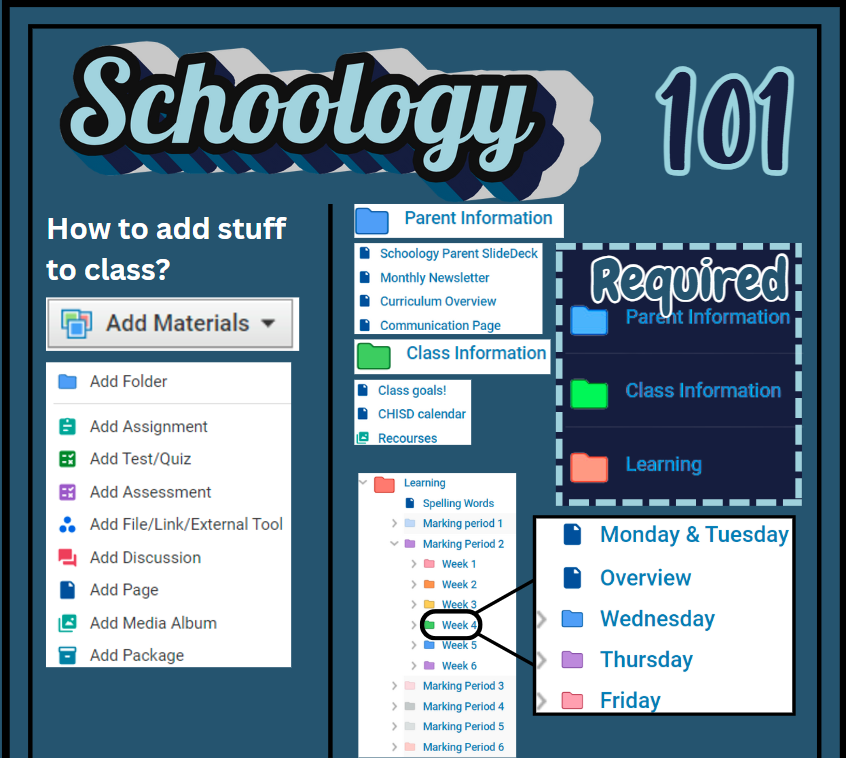 Schoology 101
How to add stuff
to class?
Add Materials
Add Folder
Add Assignment
Add Test/Quiz
Add Assessment
Add File/Link/External Tool
Add Discussion
Add Page
Add Media Album
Add Package
Parent Information
Schoology Parent SlideDeck
Monthly Newsletter
Curriculum Overview
Communication Page
Class Information
Class goals!
CHISD calendar
Recourses
Required
Parent Information
Class Information
Learning
Learning
Spelling Words
Marking period 1
Marking Period 2
Week 1
Week 2
Week 3
Week 4
Week 5
Week 6
Marking Period 3
Marking Period 4
Marking Period 5
Marking Period 6
Monday & Tuesday
Overview
Wednesday
Thursday
Friday